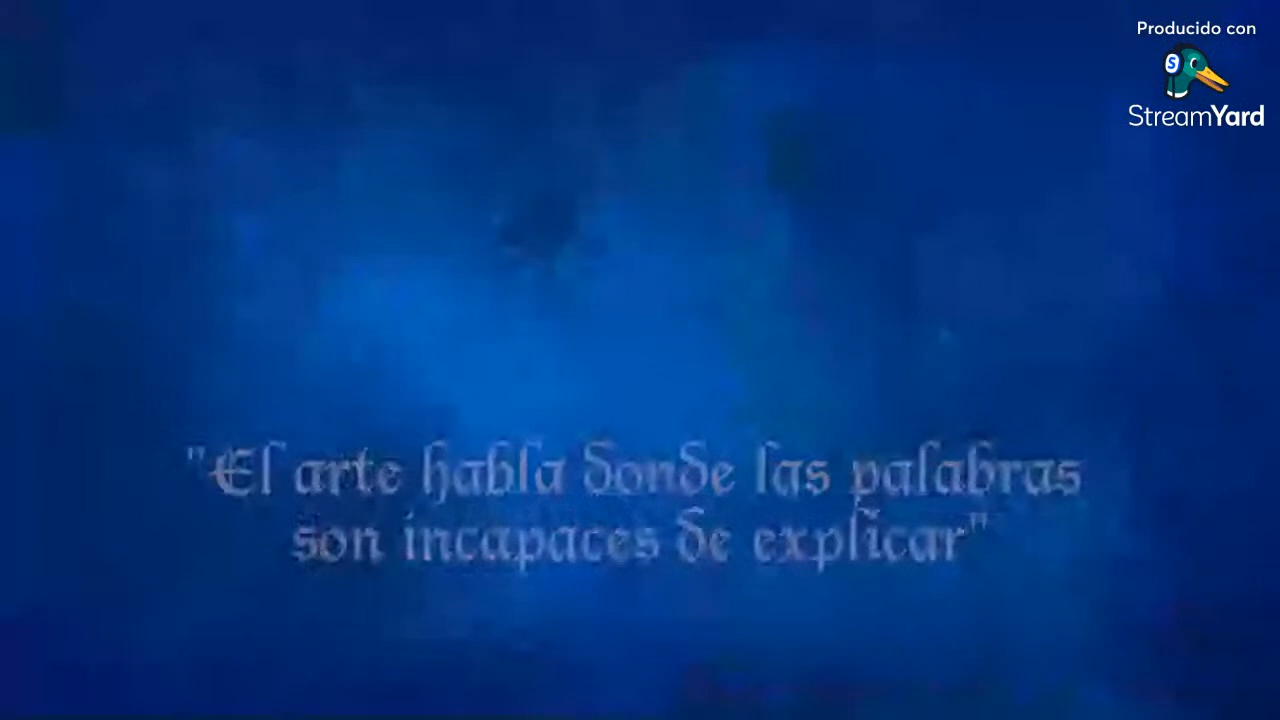 Producido con
StreamYard
"El arte habla donde las palabras
son incapaces de explicar"